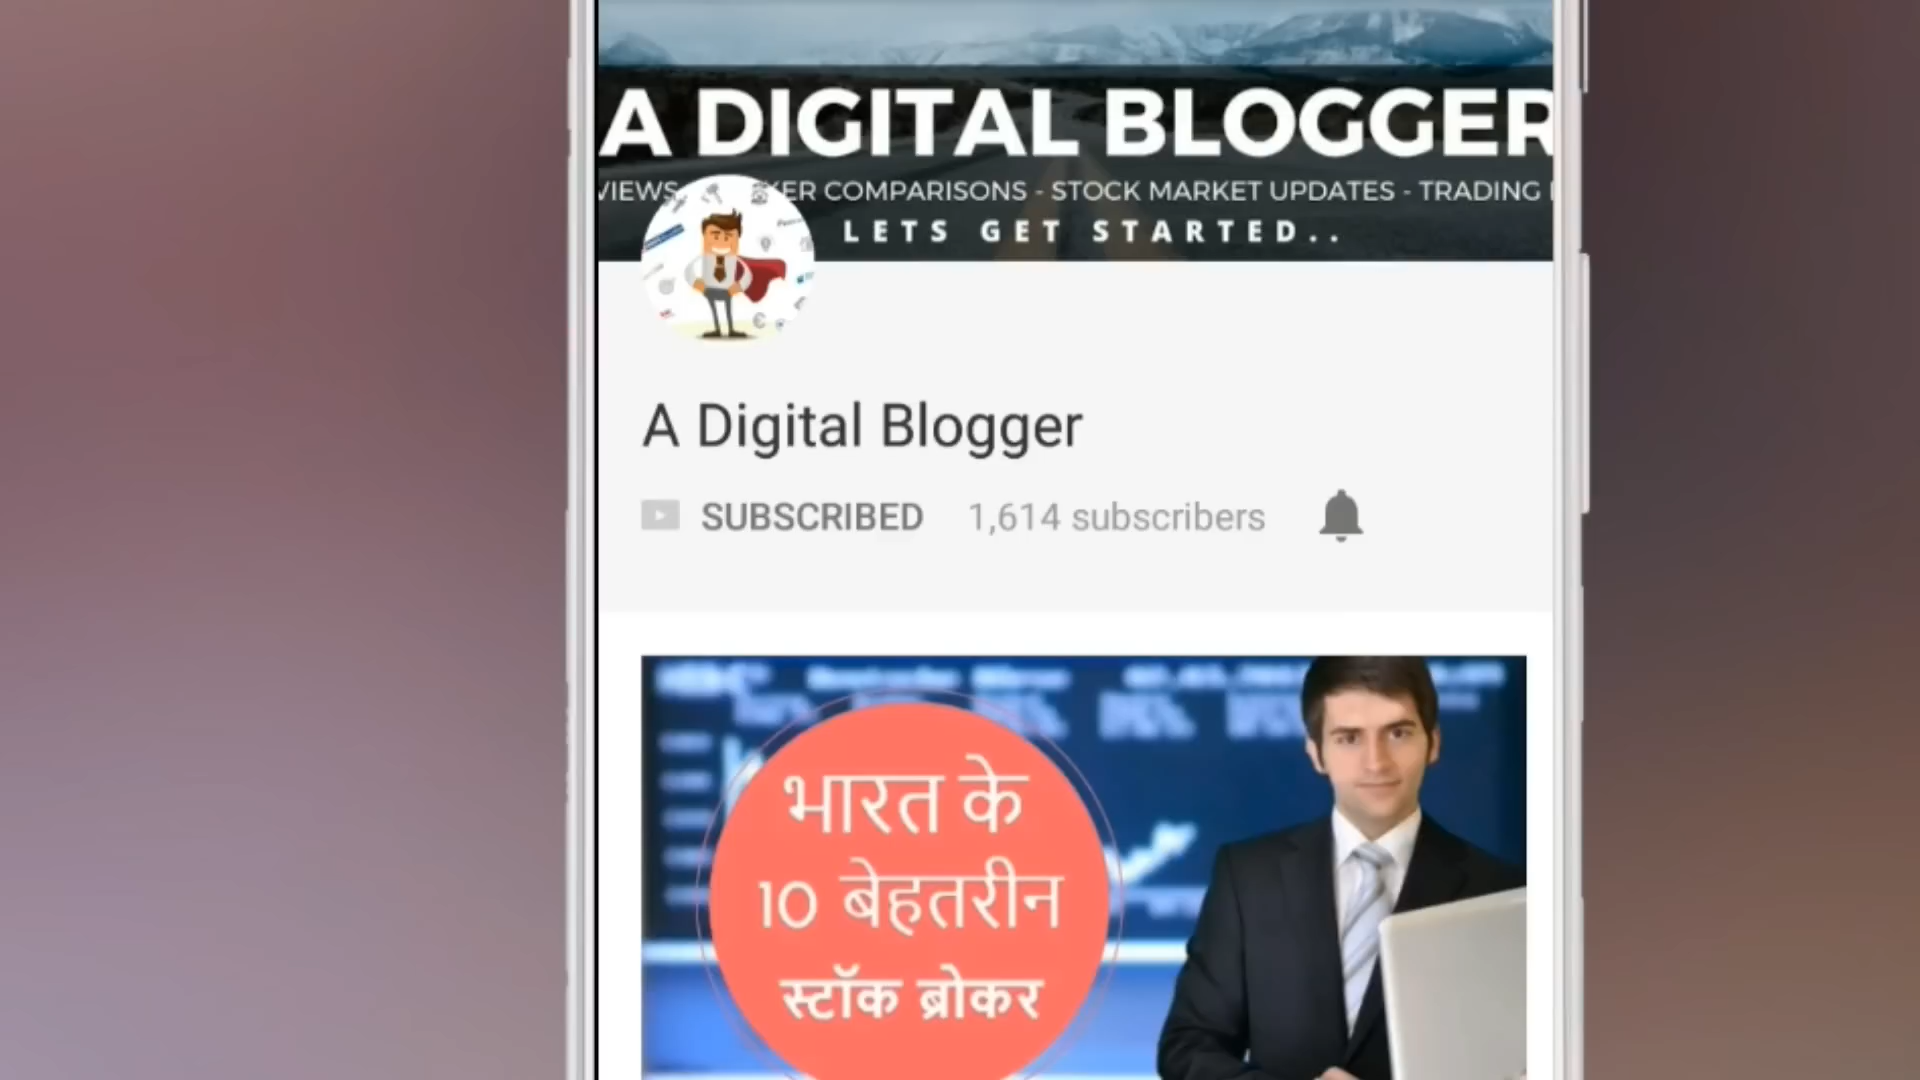 A DIGITAL BLOGGER
COMPARISONS - STOCK MARKET UPDATES - TRADING
LETS GET STARTED..
A Digital Blogger
SUBSCRIBED 1,614 subscribers
भारत के
10 बेहतरीन
स्टॉक ब्रोकर